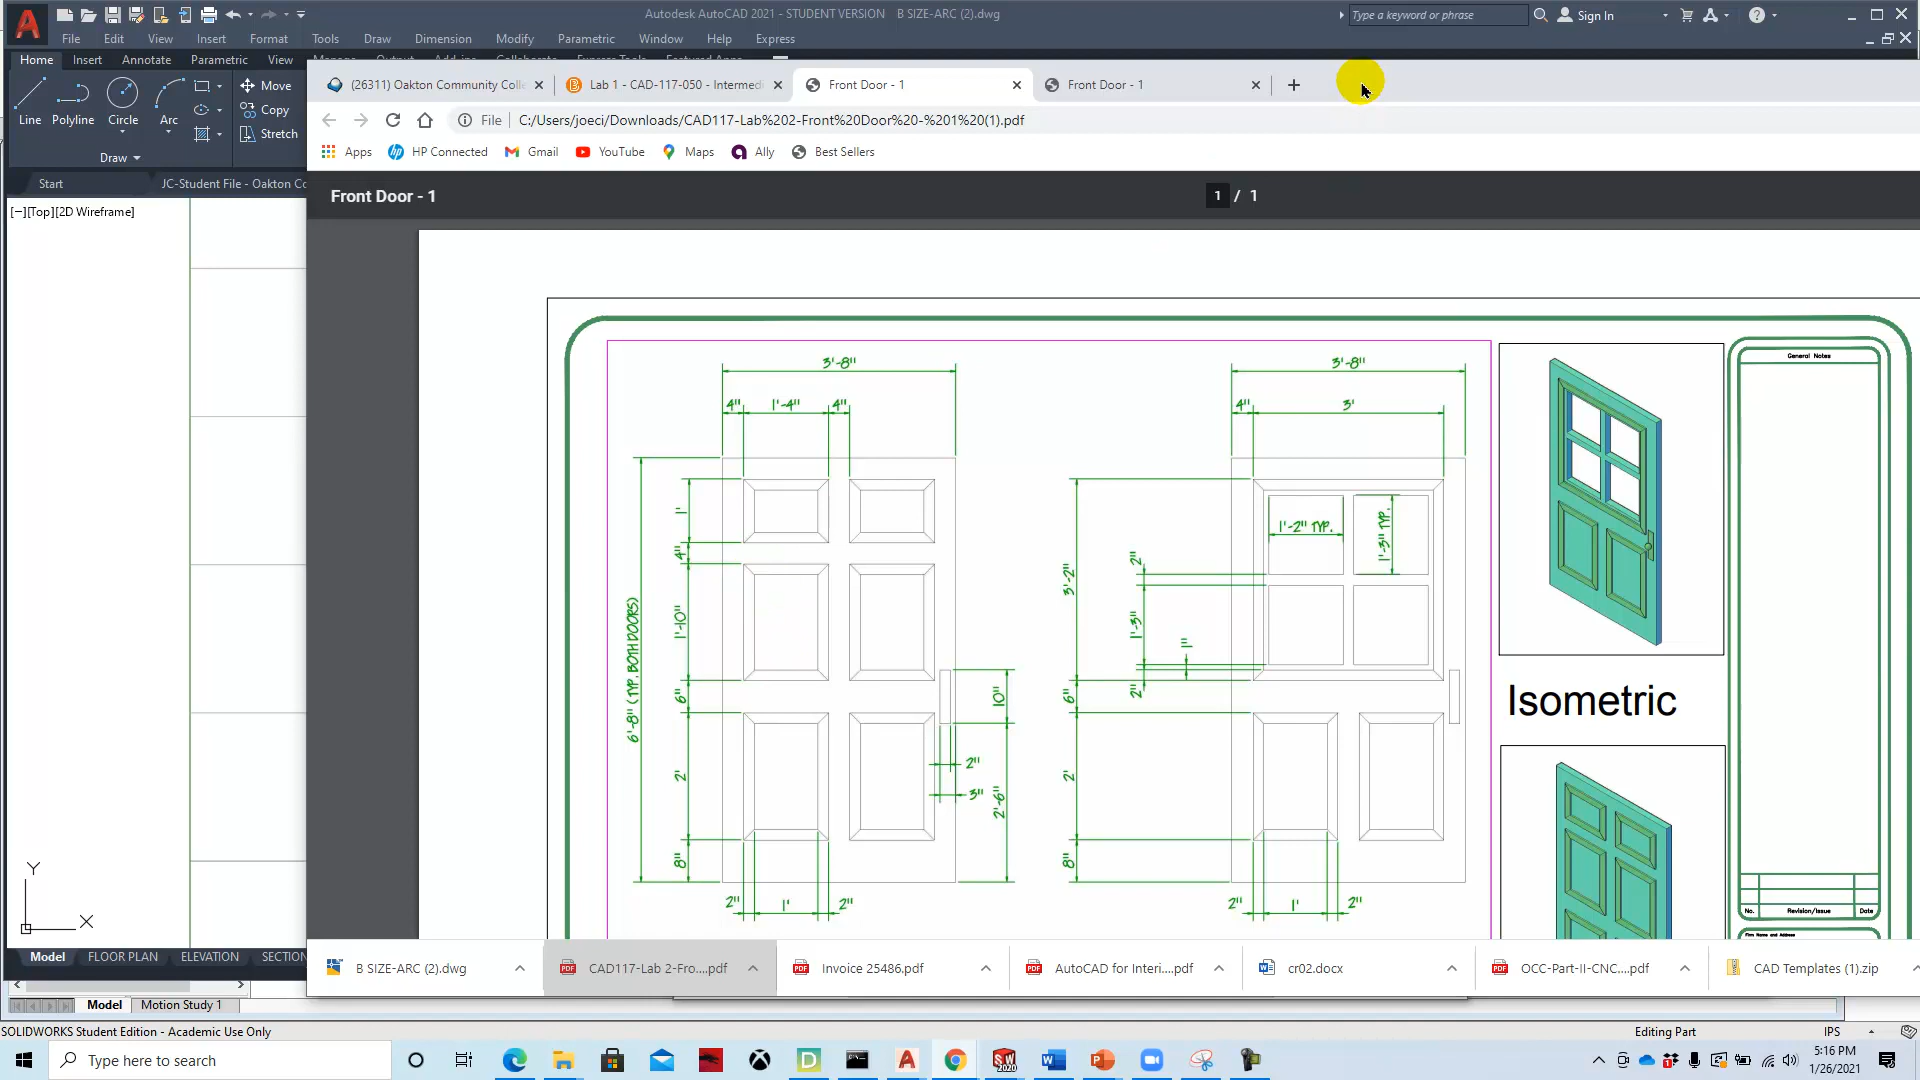 Autodesk AutoCAD 2021 - STUDENT VERSION B SIZE-ARC (2).dwg
Type a keyword or phrase
Sign In
File Edit View Insert Format Tools Draw Dimension Modify Parametric Window Help Express
Home Insert Annotate Parametric View
(26311) Oakton Community Colle
Lab 1 - CAD-117-050 - Intermedi
Front Door - 1
Front Door - 1
Line Polyline Circle Arc
Move
Copy
Stretch
Draw
File C:/Users/joeci/Downloads/CAD117-Lab%202-Front%20Door%20-%201%20(1).pdf
Apps HP Connected Gmail YouTube Maps Ally Best Sellers
Start
JC-Student File - Oakton Co
Front Door - 1
1 / 1
[−][Top][2D Wireframe]
3'-8"
4" 1'-4" 4"
1'
4"
1'-10"
6"
2'
8"
6'-8" (TYP. BOTH DOORS)
10"
2"
3"
2'-6"
2" 1' 2"
3'-8"
4" 3'
1'-2" TYP.
1'-3" TYP.
3'-2"
2"
1'-3"
1"
2"
6"
2'
8"
2" 1' 2"
Isometric
General Notes
No. Revision/Issue Date
Firm Name and Address
Y
X
Model FLOOR PLAN ELEVATION SECTION
B SIZE-ARC (2).dwg
CAD117-Lab 2-Fro....pdf
Invoice 25486.pdf
AutoCAD for Interi....pdf
cr02.docx
OCC-Part-II-CNC....pdf
CAD Templates (1).zip
Model Motion Study 1
SOLIDWORKS Student Edition - Academic Use Only
Editing Part
IPS
Type here to search
5:16 PM
1/26/2021